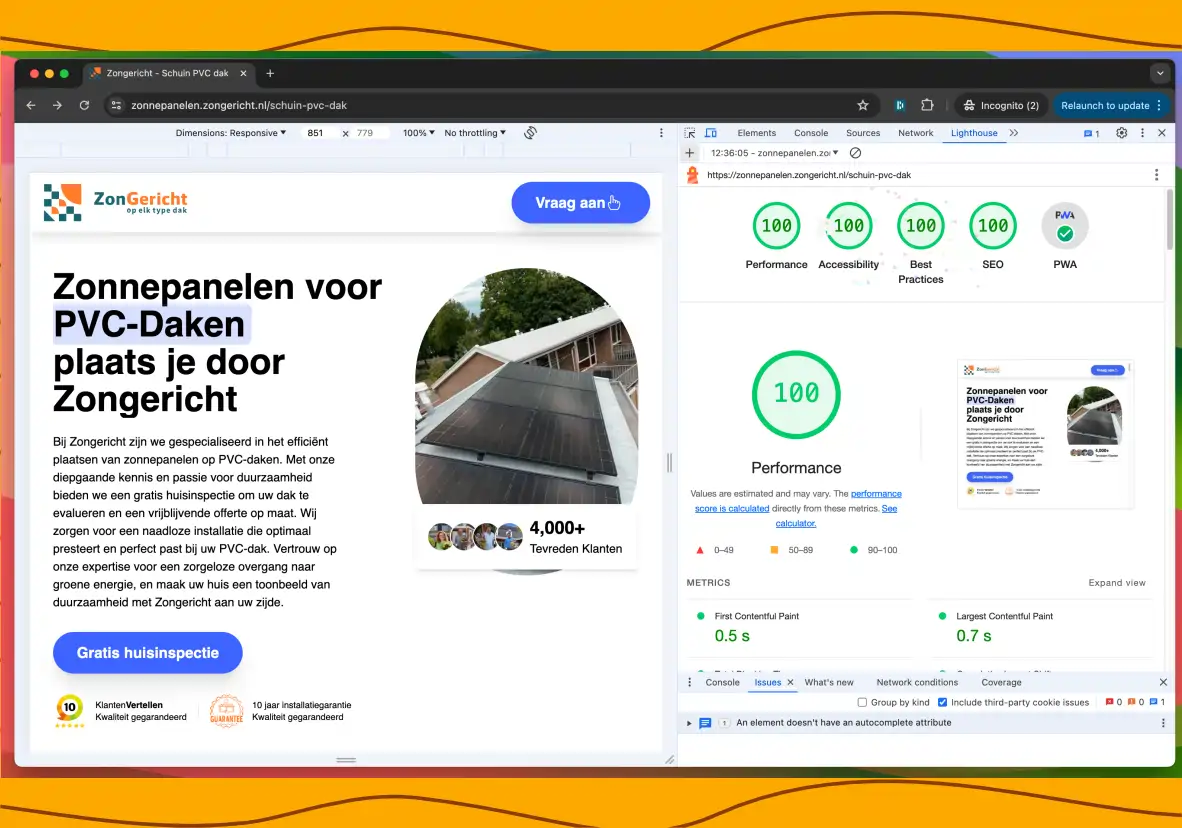 Zongericht - Schuin PVC dak
zonnepanelen.zongericht.nl/schuin-pvc-dak
Incognito (2)
Relaunch to update
Dimensions: Responsive
851 x 779
100%
No throttling
Elements
Console
Sources
Network
Lighthouse
1
12:36:05 - zonnepanelen.zo
https://zonnepanelen.zongericht.nl/schuin-pvc-dak
ZonGericht
op elk type dak
Vraag aan
Zonnepanelen voor
PVC-Daken
plaats je door
Zongericht
Bij Zongericht zijn we gespecialiseerd in het efficiënt
plaatsen van zonnepanelen op PVC-daken. Met onze
diepgaande kennis en passie voor duurzaamheid
bieden we een gratis huisinspectie om uw dak te
evalueren en een vrijblijvende offerte op maat. Wij
zorgen voor een naadloze installatie die optimaal
presteert en perfect past bij uw PVC-dak. Vertrouw op
onze expertise voor een zorgeloze overgang naar
groene energie, en maak uw huis een toonbeeld van
duurzaamheid met Zongericht aan uw zijde.
4,000+
Tevreden Klanten
Gratis huisinspectie
10
KlantenVertellen
Kwaliteit gegarandeerd
GUARANTEE
10 jaar installatiegarantie
Kwaliteit gegarandeerd
100
100
100
100
PWA
Performance
Accessibility
Best
Practices
SEO
PWA
100
Performance
Values are estimated and may vary. The performance
score is calculated directly from these metrics. See
calculator.
0–49
50–89
90–100
Zonnepanelen voor
PVC-Daken
plaats je door
Zongericht
METRICS
Expand view
First Contentful Paint
0.5 s
Largest Contentful Paint
0.7 s
Console
Issues
What's new
Network conditions
Coverage
Group by kind
Include third-party cookie issues
0
0
1
1
An element doesn't have an autocomplete attribute